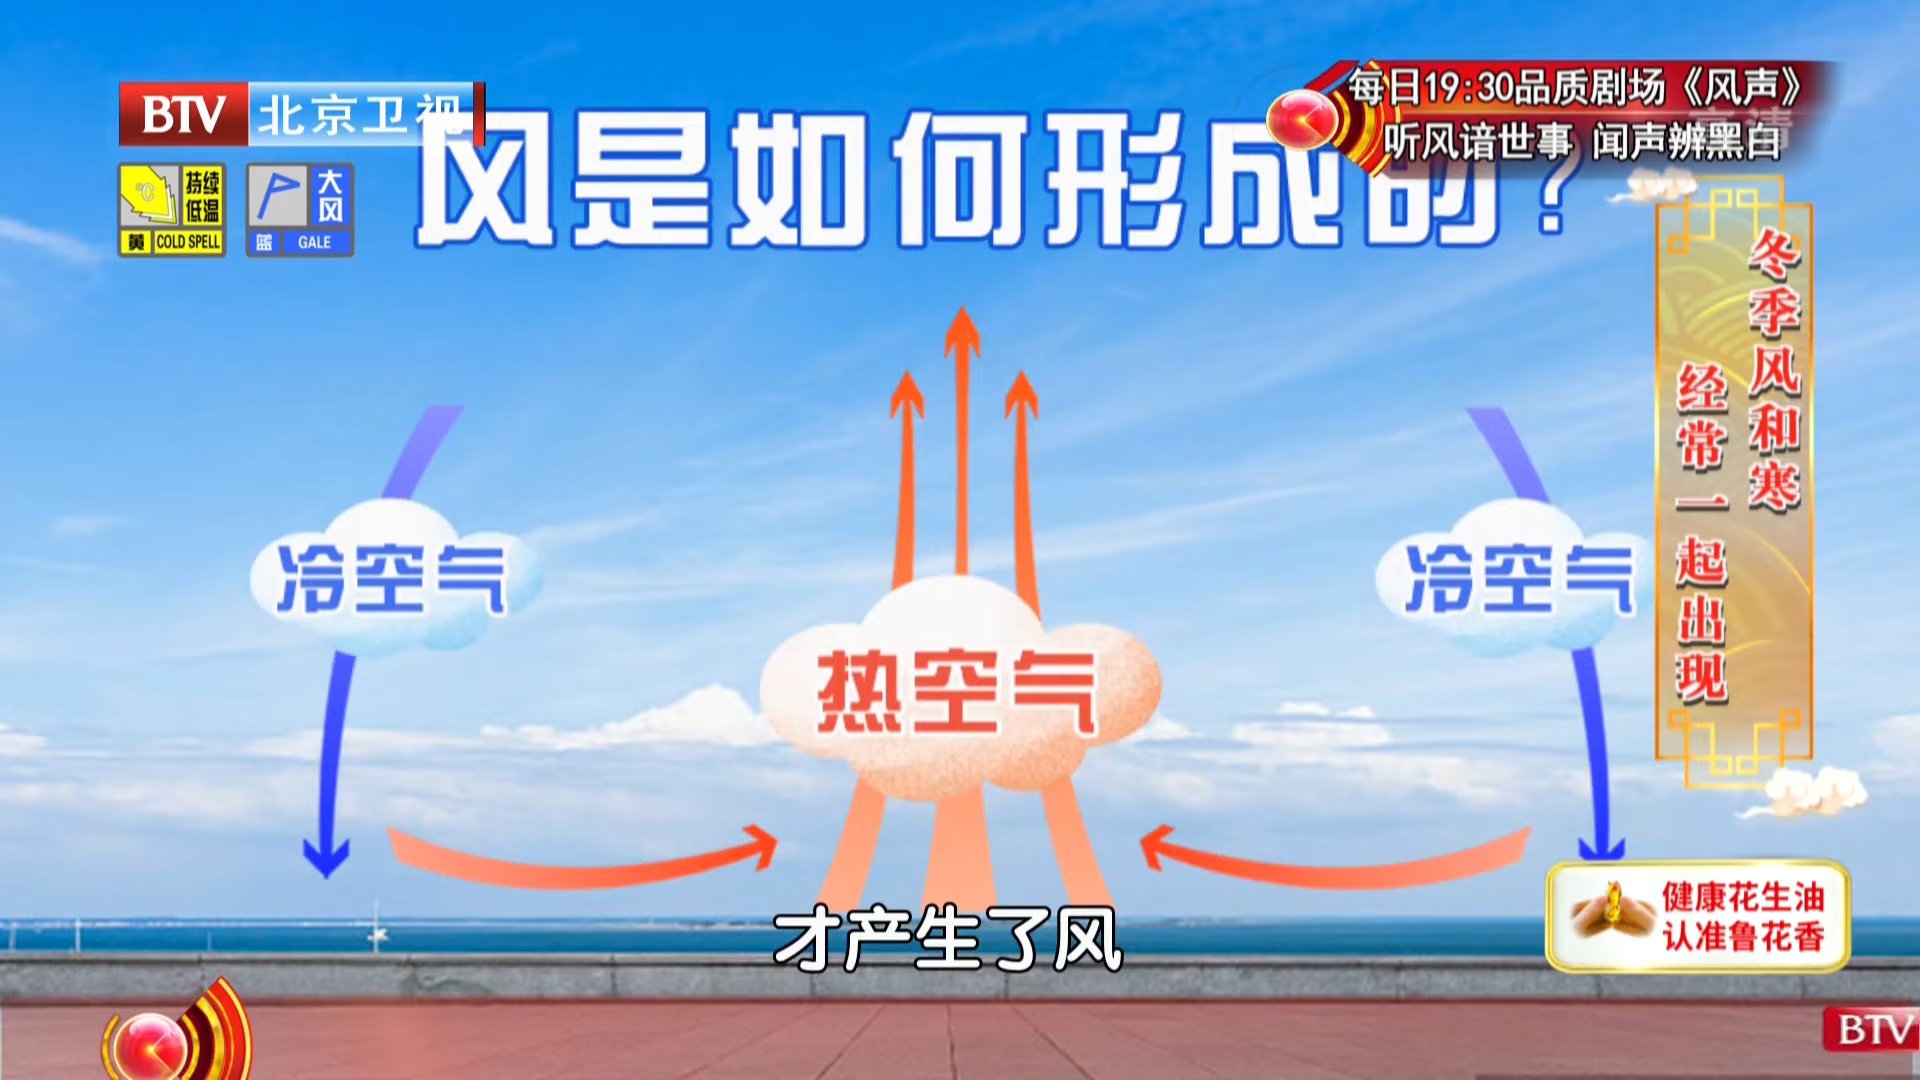 BTV 北京卫视
每日19:30品质剧场《风声》
听风谙世事 闻声辨黑白
持续低温
黄 COLD SPELL
大风
蓝 GALE
风是如何形成的？
冬季风和寒
经常一起出现
冷空气
热空气
冷空气
才产生了风
健康花生油
认准鲁花香
BTV